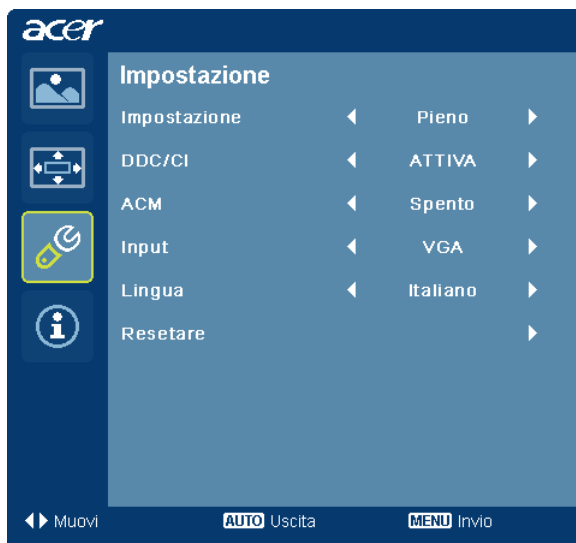 acer
Impostazione
Impostazione Pieno
DDC/CI ATTIVA
ACM Spento
Input VGA
Lingua Italiano
Resetare
Muovi AUTO Uscita MENU Invio